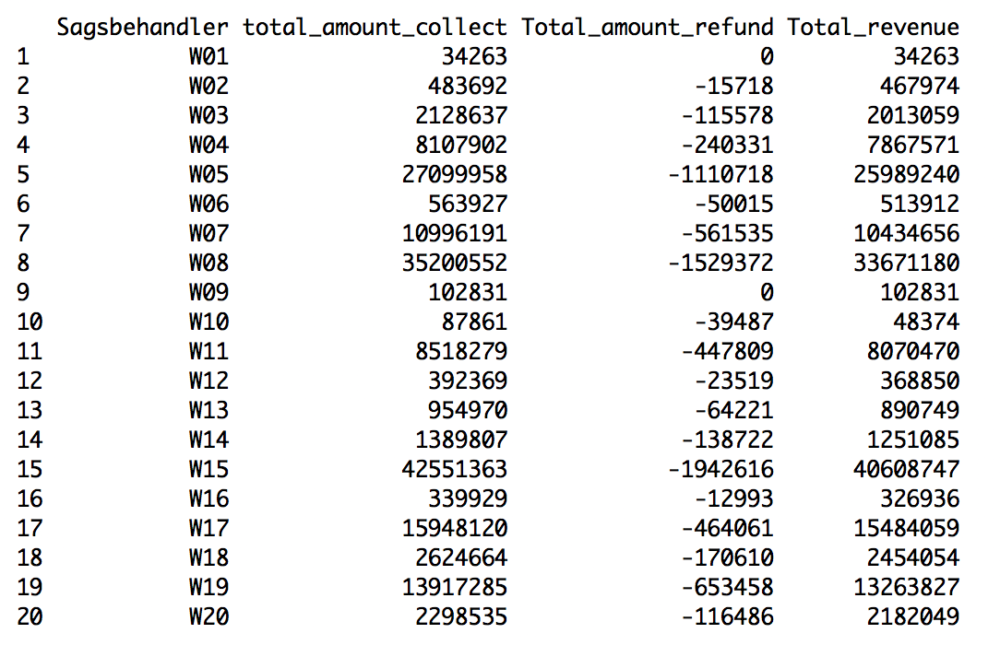 Sagsbehandler total_amount_collect Total_amount_refund Total_revenue
1 W01 34263 0 34263
2 W02 483692 -15718 467974
3 W03 2128637 -115578 2013059
4 W04 8107902 -240331 7867571
5 W05 27099958 -1110718 25989240
6 W06 563927 -50015 513912
7 W07 10996191 -561535 10434656
8 W08 35200552 -1529372 33671180
9 W09 102831 0 102831
10 W10 87861 -39487 48374
11 W11 8518279 -447809 8070470
12 W12 392369 -23519 368850
13 W13 954970 -64221 890749
14 W14 1389807 -138722 1251085
15 W15 42551363 -1942616 40608747
16 W16 339929 -12993 326936
17 W17 15948120 -464061 15484059
18 W18 2624664 -170610 2454054
19 W19 13917285 -653458 13263827
20 W20 2298535 -116486 2182049